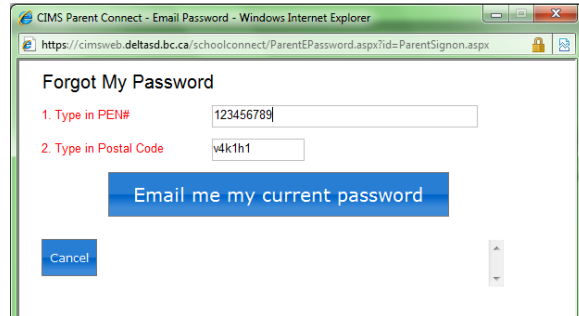 CIMS Parent Connect - Email Password - Windows Internet Explorer
https://cimsweb.deltasd.bc.ca/schoolconnect/ParentEPassword.aspx?id=ParentSignon.aspx
Forgot My Password
1. Type in PEN# 123456789
2. Type in Postal Code v4k1h1
Email me my current password
Cancel